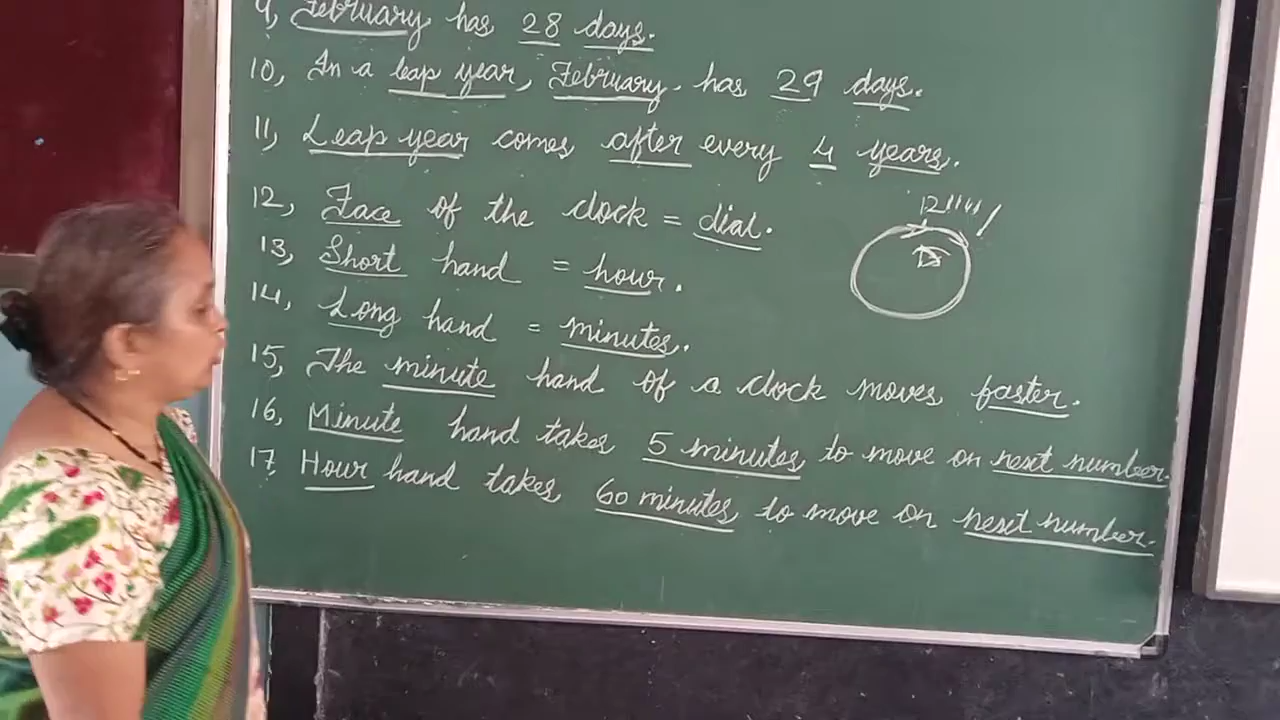 9, February has 28 days.
10, In a leap year, February has 29 days.
11, Leap year comes after every 4 years.
12, Face of the clock = dial.
12
13, Short hand = hour.
14, Long hand = minutes.
15, The minute hand of a clock moves faster.
16, Minute hand takes 5 minutes to move on next number.
17, Hour hand takes 60 minutes to move on next number.